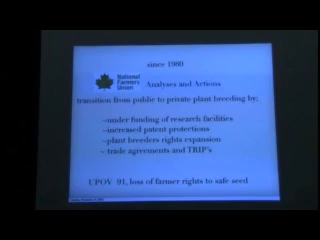 since 1980
National
Farmers
Union
Analyses and Actions
transition from public to private plant breeding by;
–under funding of research facilities
–increased patent protections
–plant breeders rights expansion
– trade agreements and TRIP's
UPOV 91, loss of farmer rights to safe seed